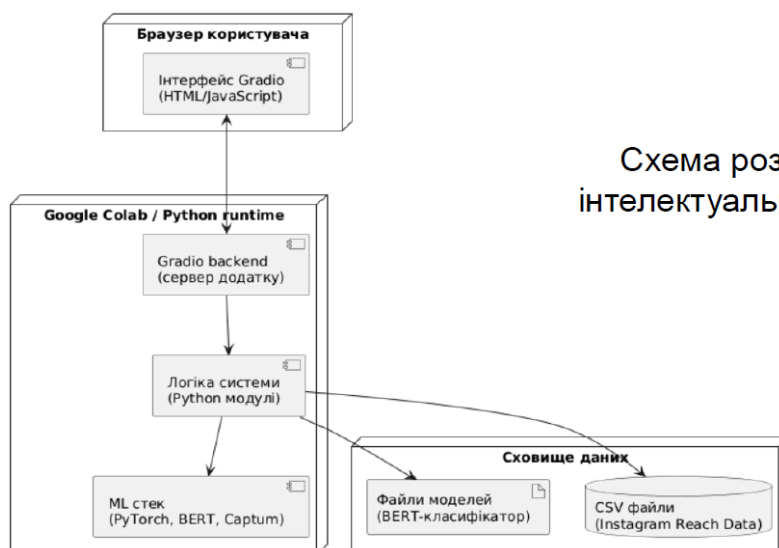 Браузер користувача
Інтерфейс Gradio
(HTML/JavaScript)
Схема роз
інтелектуаль
Google Colab / Python runtime
Gradio backend
(сервер додатку)
Логіка системи
(Python модулі)
ML стек
(PyTorch, BERT, Captum)
Сховище даних
Файли моделей
(BERT-класифікатор)
CSV файли
(Instagram Reach Data)